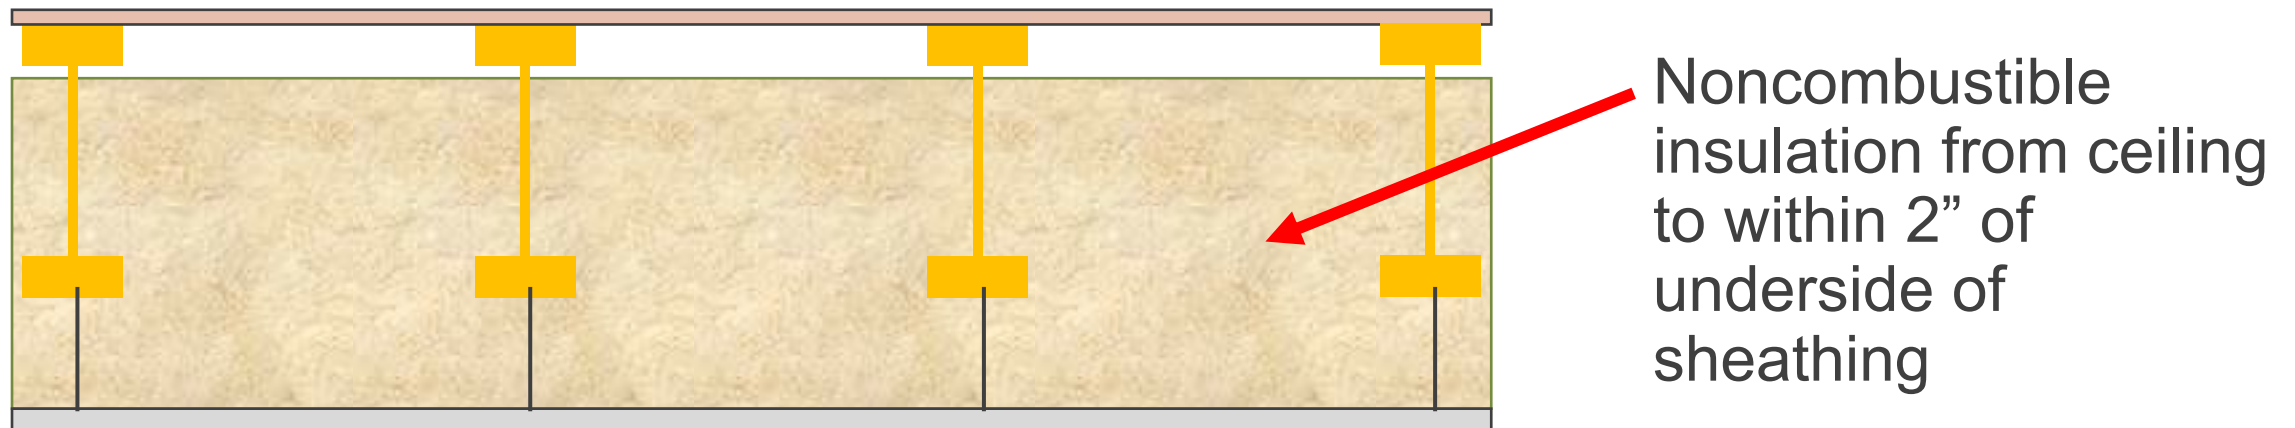 Noncombustible
insulation from ceiling
to within 2” of
underside of
sheathing